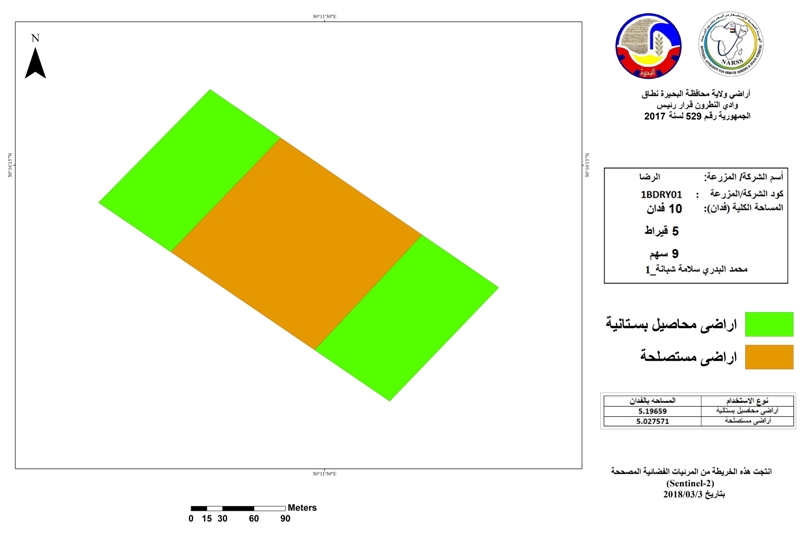 30°11'30"E
N
30°16'15"N
30°16'15"N
30°11'30"E
Meters
0 15 30 60 90
NARSS
البحيرة
أراضي ولاية محافظة البحيرة نطاق
وادي النطرون قرار رئيس
الجمهورية رقم 529 لسنة 2017
أسم الشركة/ المزرعة: الرضا
كود الشركة/المزرعة : 1BDRY01
المساحة الكلية (فدان): 10 فدان
5 قيراط
9 سهم
محمد البدري سلامة شبانة_1
اراضى محاصيل بستانية
اراضى مستصلحة
نوع الاستخدام المساحه بالفدان
أراضي محاصيل بستانية 5.19659
أراضي مستصلحة 5.027571
انتجت هذه الخريطة من المرئيات الفضائية المصححة
(Sentinel-2)
بتاريخ 2018/03/3